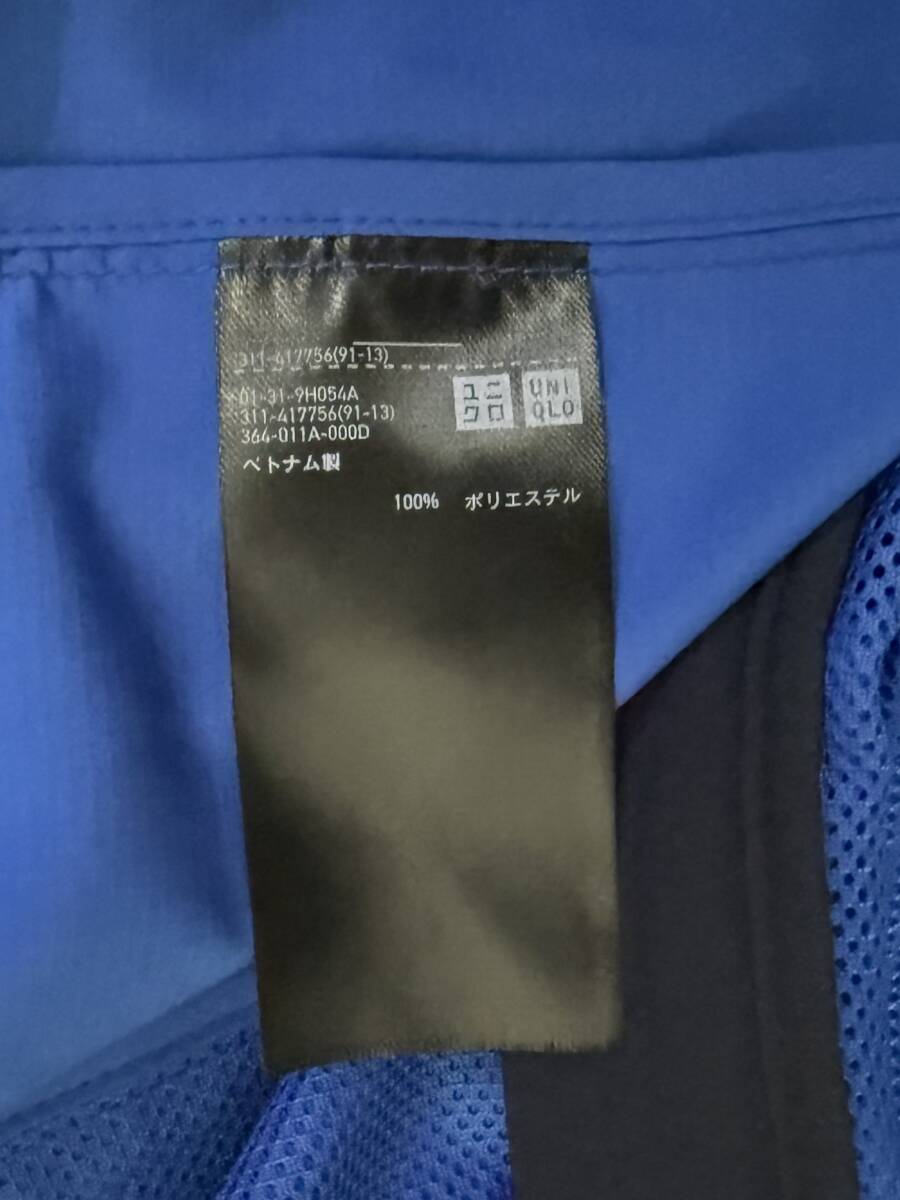 311-417756(91-13)
01-31-9H054A
311-417756(91-13)
364-011A-000D
ベトナム製
ユニ
クロ
UNI
QLO
100% ポリエステル